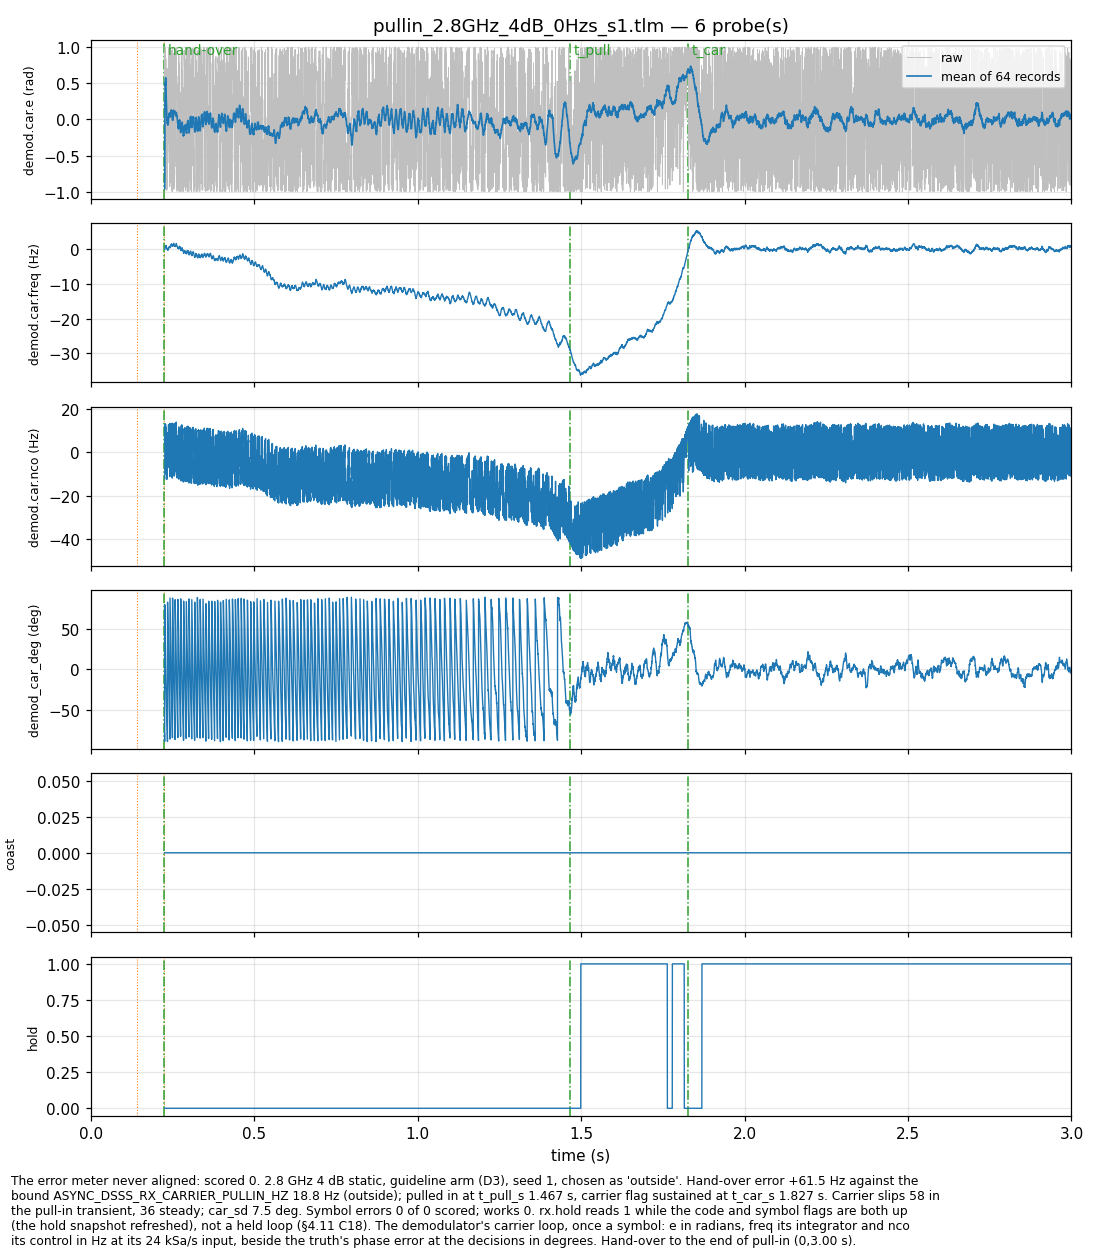 pullin_2.8GHz_4dB_0Hzs_s1.tlm — 6 probe(s)
hand-over
t_pull
t_car
raw
mean of 64 records
demod.car.e (rad)
1.0
0.5
0.0
−0.5
−1.0
demod.car.freq (Hz)
0
−10
−20
−30
demod.car.nco (Hz)
20
0
−20
−40
demod_car_deg (deg)
50
0
−50
coast
0.050
0.025
0.000
−0.025
−0.050
hold
1.00
0.75
0.50
0.25
0.00
0.0
0.5
1.0
1.5
2.0
2.5
3.0
time (s)
The error meter never aligned: scored 0. 2.8 GHz 4 dB static, guideline arm (D3), seed 1, chosen as 'outside'. Hand-over error +61.5 Hz against the
bound ASYNC_DSSS_RX_CARRIER_PULLIN_HZ 18.8 Hz (outside); pulled in at t_pull_s 1.467 s, carrier flag sustained at t_car_s 1.827 s. Carrier slips 58 in
the pull-in transient, 36 steady; car_sd 7.5 deg. Symbol errors 0 of 0 scored; works 0. rx.hold reads 1 while the code and symbol flags are both up
(the hold snapshot refreshed), not a held loop (§4.11 C18). The demodulator's carrier loop, once a symbol: e in radians, freq its integrator and nco
its control in Hz at its 24 kSa/s input, beside the truth's phase error at the decisions in degrees. Hand-over to the end of pull-in (0,3.00 s).